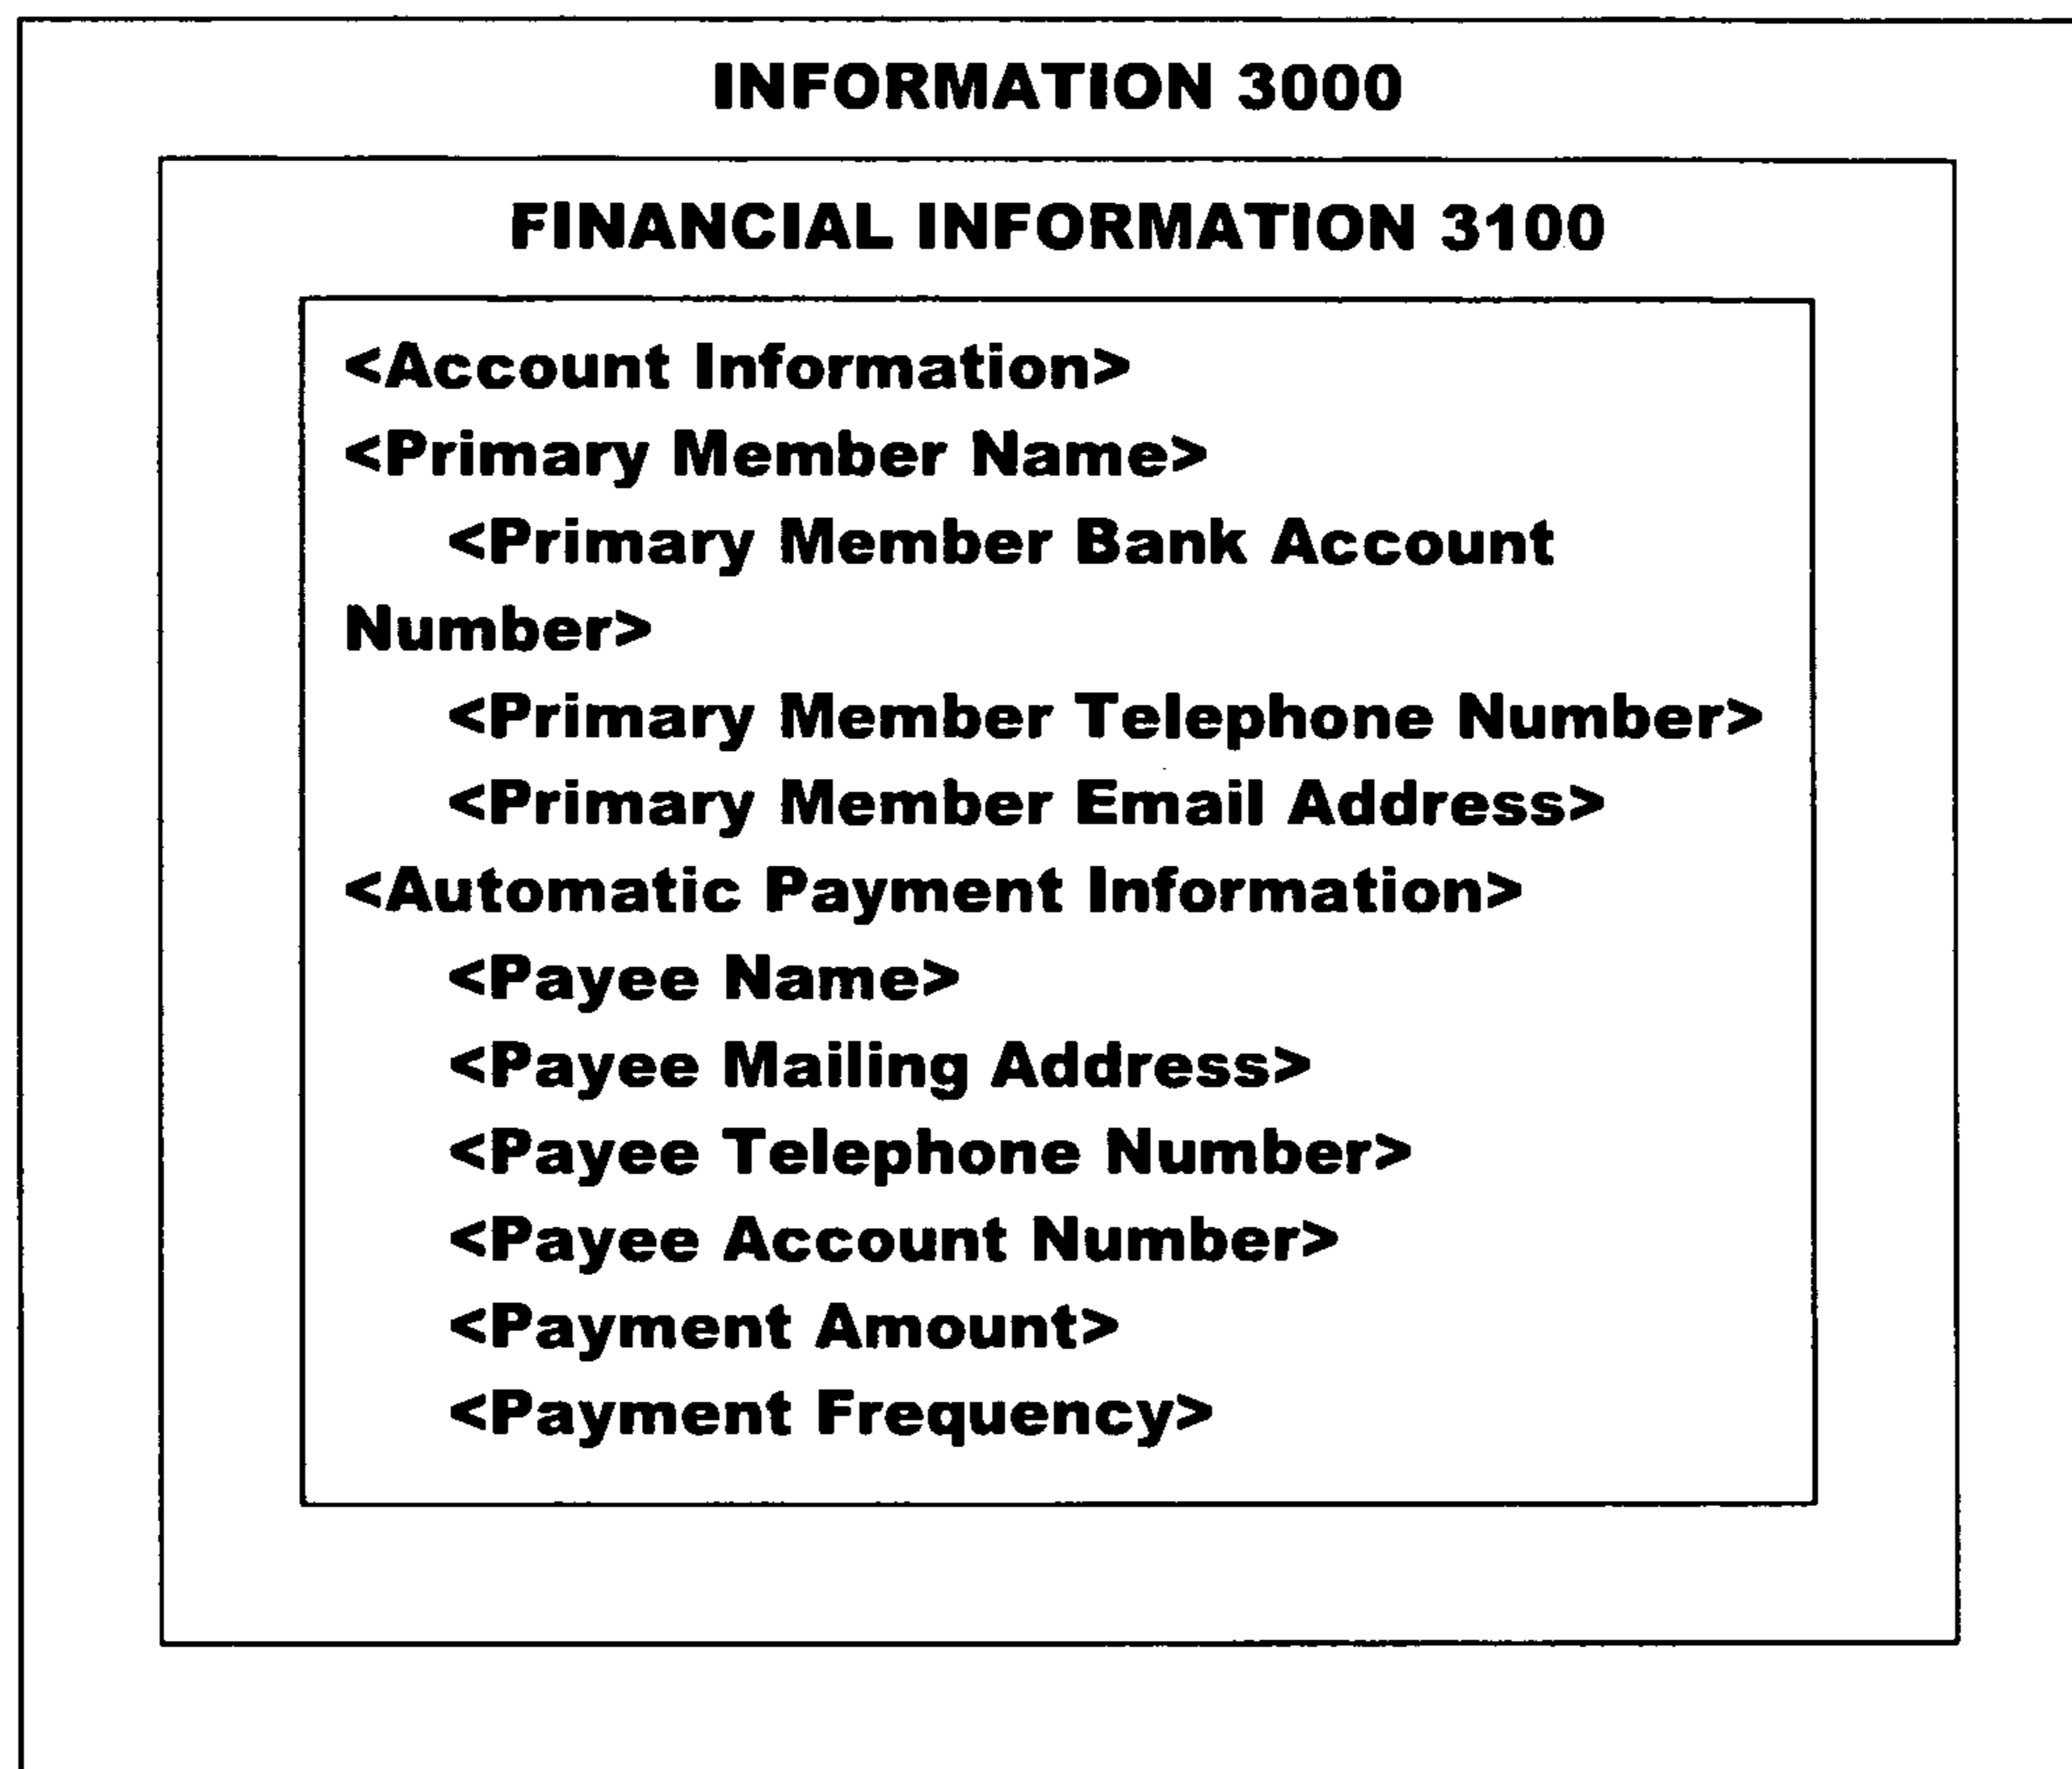 INFORMATION 3000
FINANCIAL INFORMATION 3100
<Account Information>
<Primary Member Name>
<Primary Member Bank Account
Number>
<Primary Member Telephone Number>
<Primary Member Email Address>
<Automatic Payment Information>
<Payee Name>
<Payee Mailing Address>
<Payee Telephone Number>
<Payee Account Number>
<Payment Amount>
<Payment Frequency>